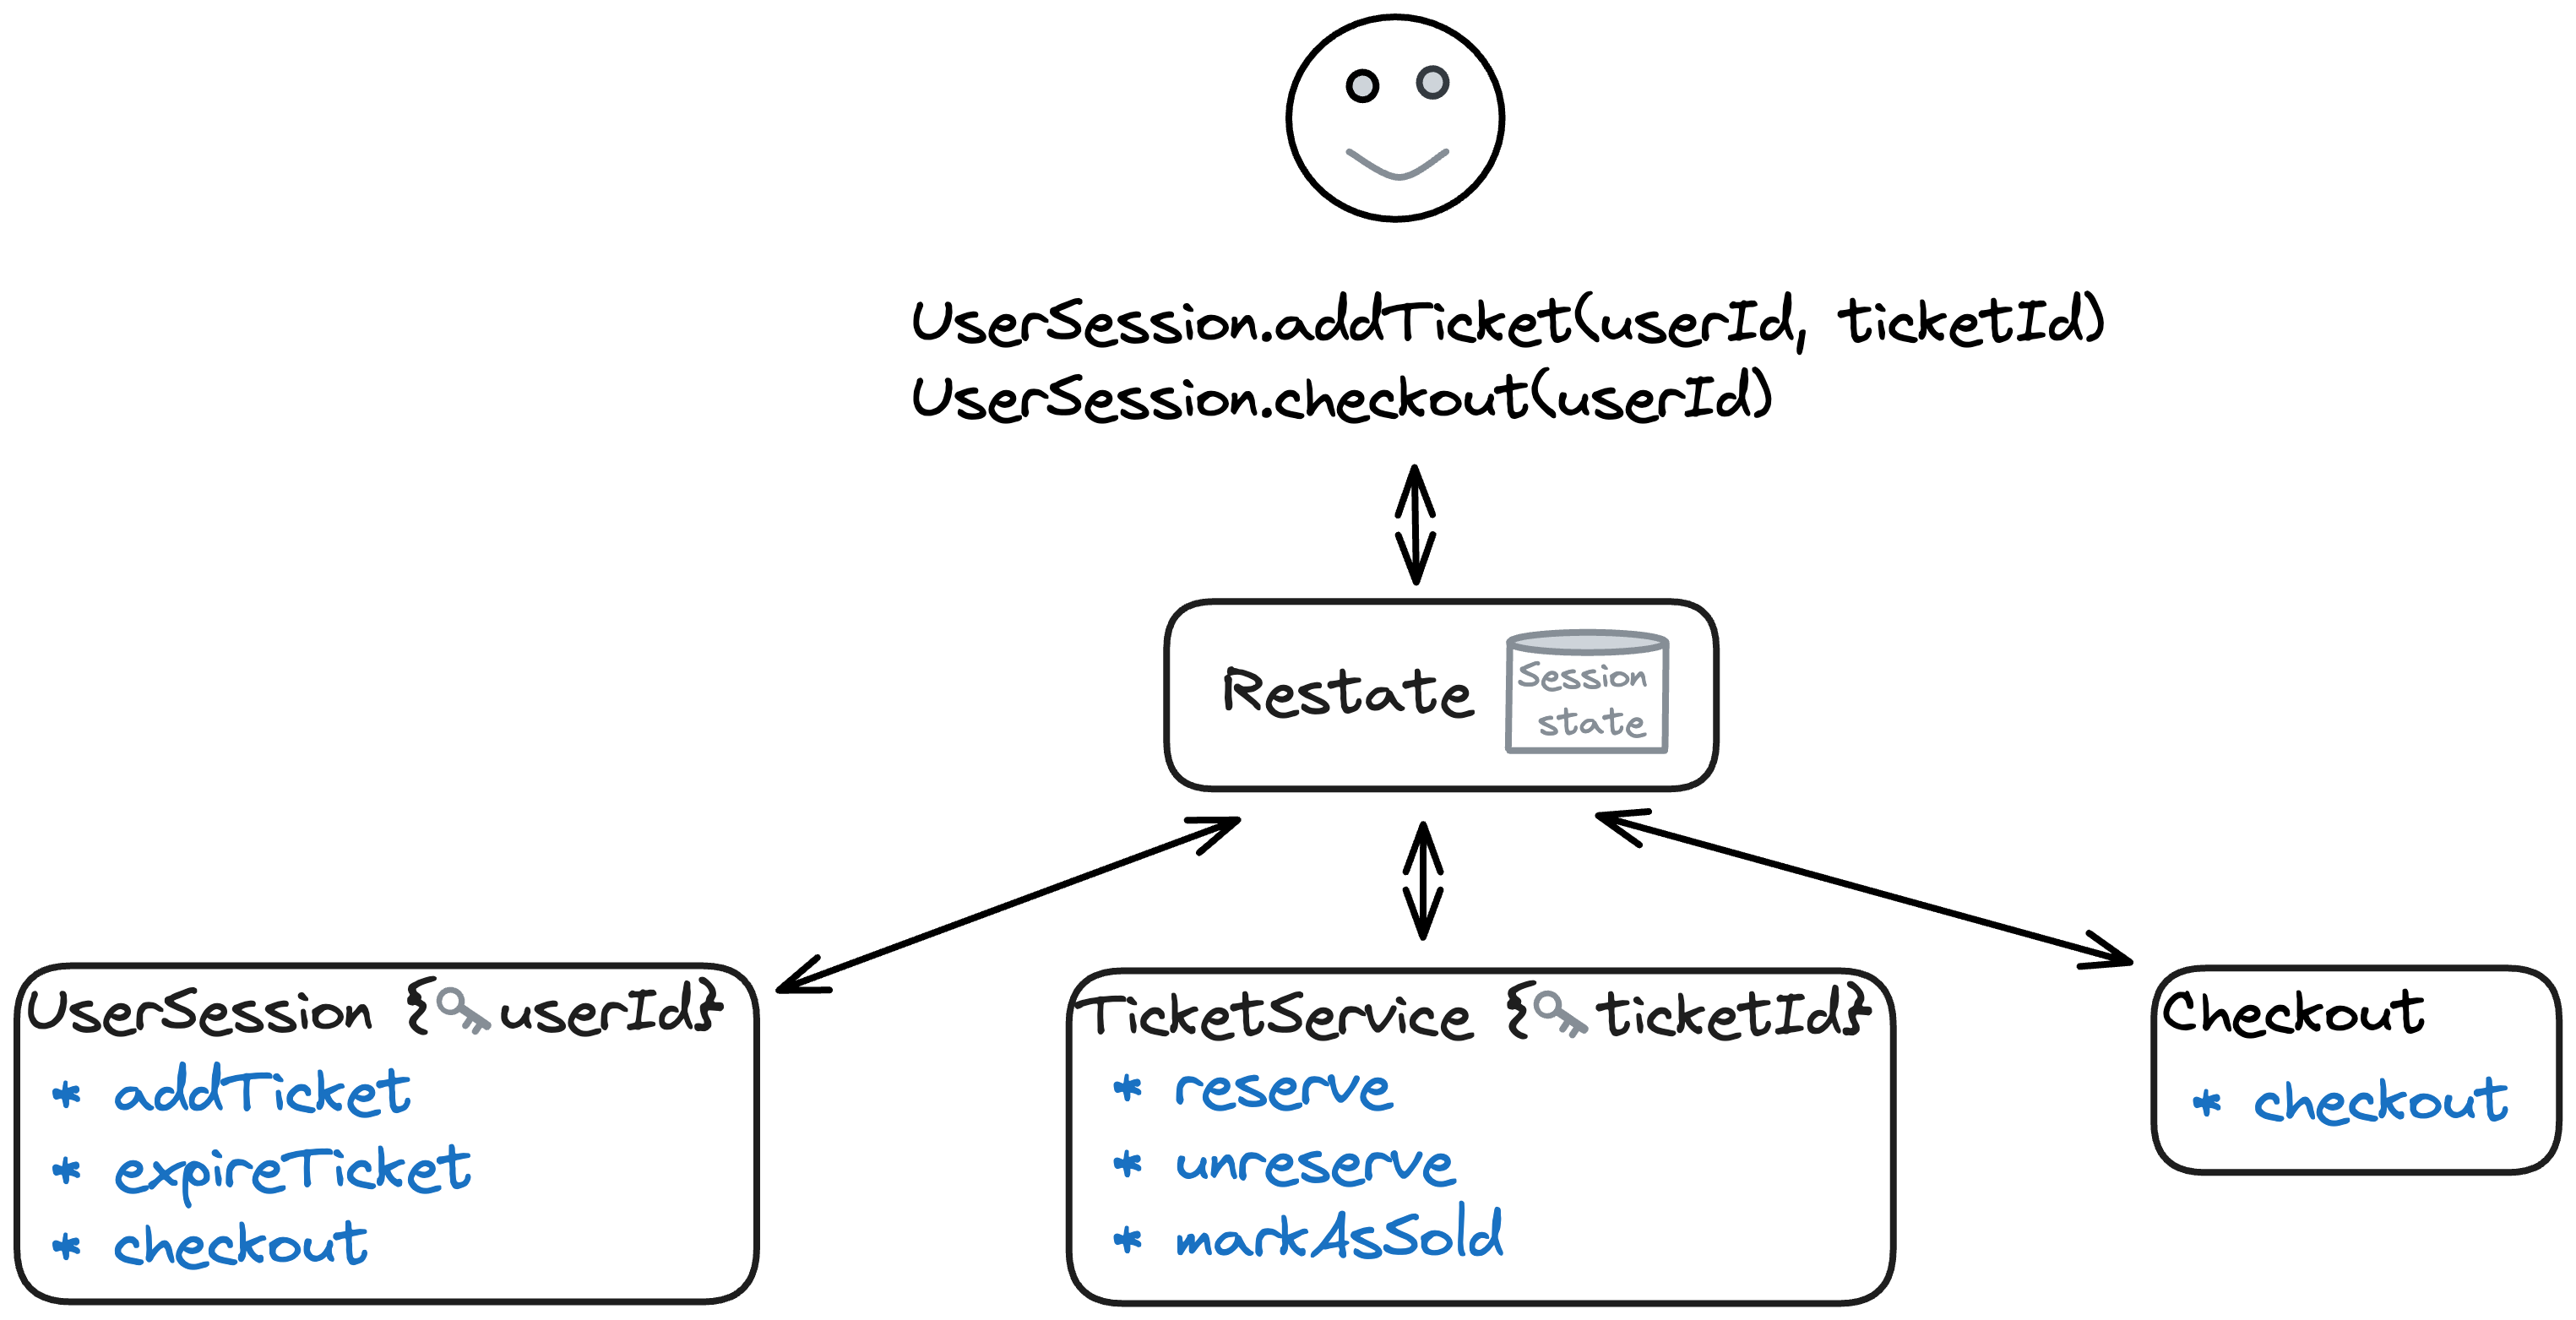 UserSession.addTicket(userId, ticketId)
UserSession.checkout(userId)
Restate
Session
state
UserSession {userId}
* addTicket
* expireTicket
* checkout
TicketService {ticketId}
* reserve
* unreserve
* markAsSold
Checkout
* checkout